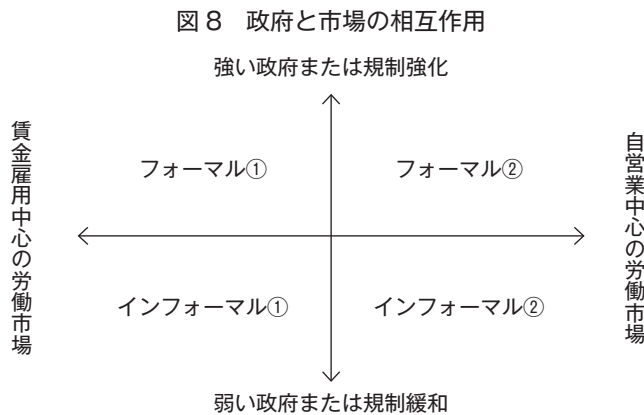 図8 政府と市場の相互作用
強い政府または規制強化
賃金雇用中心の労働市場
フォーマル①
フォーマル②
自営業中心の労働市場
インフォーマル①
インフォーマル②
弱い政府または規制緩和